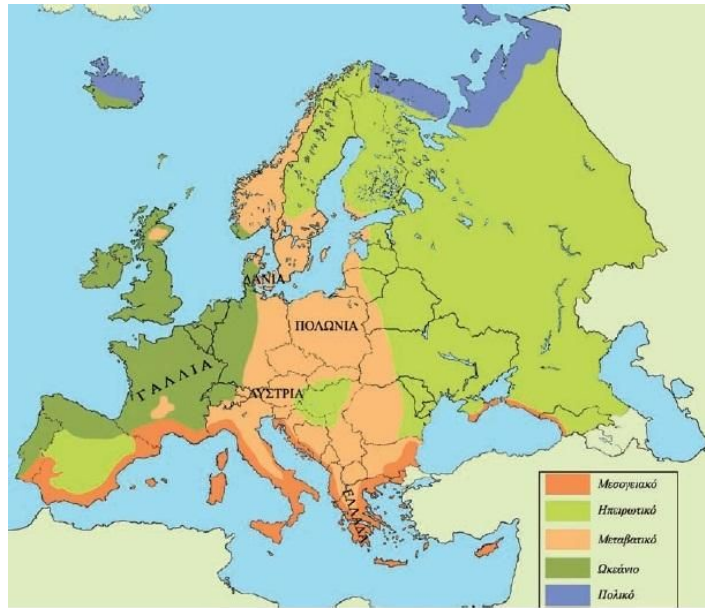 ΔΑΝΙΑ
ΠΟΛΩΝΙΑ
ΓΑΛΛΙΑ
ΑΥΣΤΡΙΑ
ΕΛΛΑΔΑ
Μεσογειακό
Ηπειρωτικό
Μεταβατικό
Ωκεάνιο
Πολικό